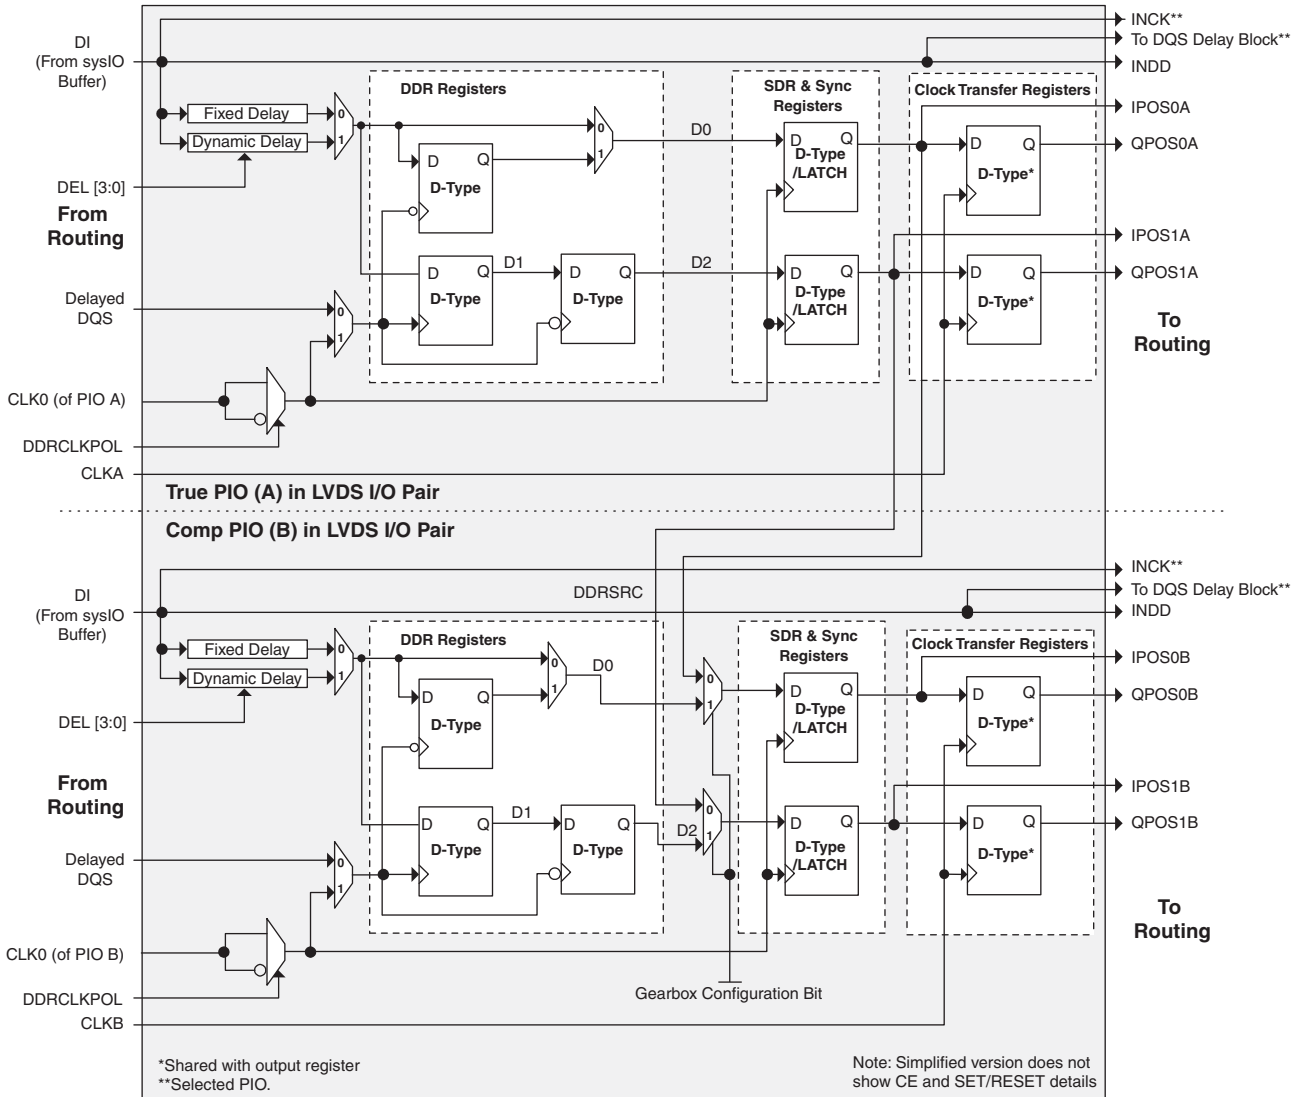 DI
(From sysIO
Buffer)
INCK**
To DQS Delay Block**
INDD
DDR Registers
SDR & Sync
Registers
Clock Transfer Registers
Fixed Delay
0
Dynamic Delay
1
0
1
D0
D Q
D-Type
D Q
D-Type
/LATCH
D Q
D-Type*
IPOS0A
QPOS0A
DEL [3:0]
From
Routing
IPOS1A
QPOS1A
D Q
D-Type
D1
D Q
D-Type
D2
D Q
D-Type
/LATCH
D Q
D-Type*
Delayed
DQS
0
1
To
Routing
CLK0 (of PIO A)
DDRCLKPOL
CLKA
True PIO (A) in LVDS I/O Pair
Comp PIO (B) in LVDS I/O Pair
DI
(From sysIO
Buffer)
DDRSRC
INCK**
To DQS Delay Block**
INDD
DDR Registers
SDR & Sync
Registers
Clock Transfer Registers
Fixed Delay
0
Dynamic Delay
1
0
1
D0
0
1
D Q
D-Type
D Q
D-Type
/LATCH
D Q
D-Type*
IPOS0B
QPOS0B
DEL [3:0]
From
Routing
IPOS1B
QPOS1B
D Q
D-Type
D1
D Q
D-Type
D2
0
1
D Q
D-Type
/LATCH
D Q
D-Type*
Delayed
DQS
0
1
To
Routing
CLK0 (of PIO B)
DDRCLKPOL
CLKB
Gearbox Configuration Bit
*Shared with output register
**Selected PIO.
Note: Simplified version does not
show CE and SET/RESET details